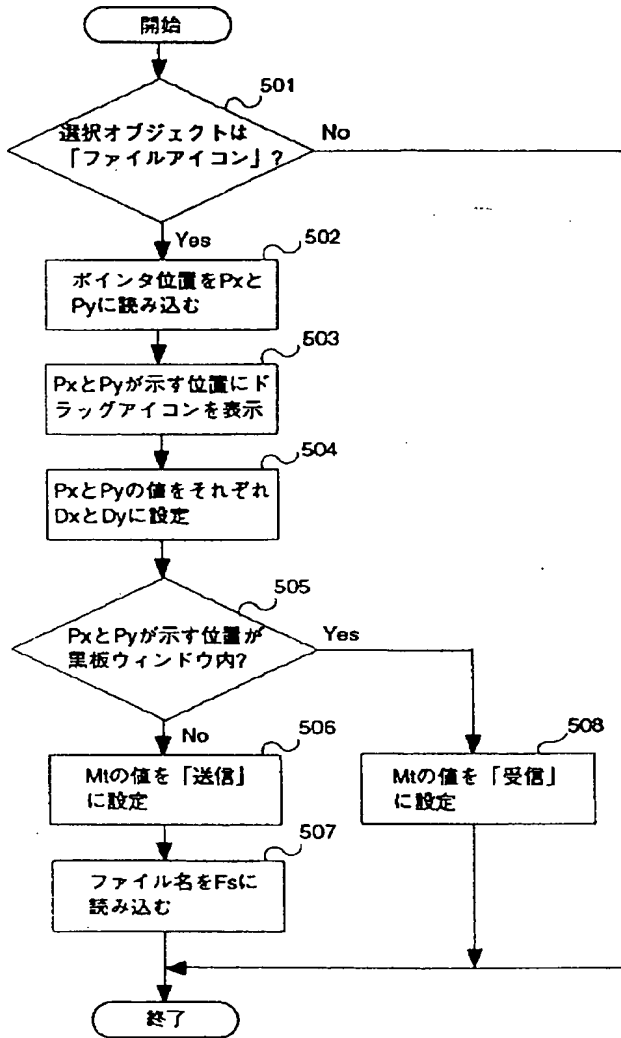 開始
501
選択オブジェクトは
「ファイルアイコン」?
No
Yes
502
ポインタ位置をPxと
Pyに読み込む
503
PxとPyが示す位置にド
ラッグアイコンを表示
504
PxとPyの値をそれぞれ
DxとDyに設定
505
PxとPyが示す位置が
黒板ウィンドウ内?
Yes
No
506
Mtの値を「送信」
に設定
508
Mtの値を「受信」
に設定
507
ファイル名をFsに
読み込む
終了